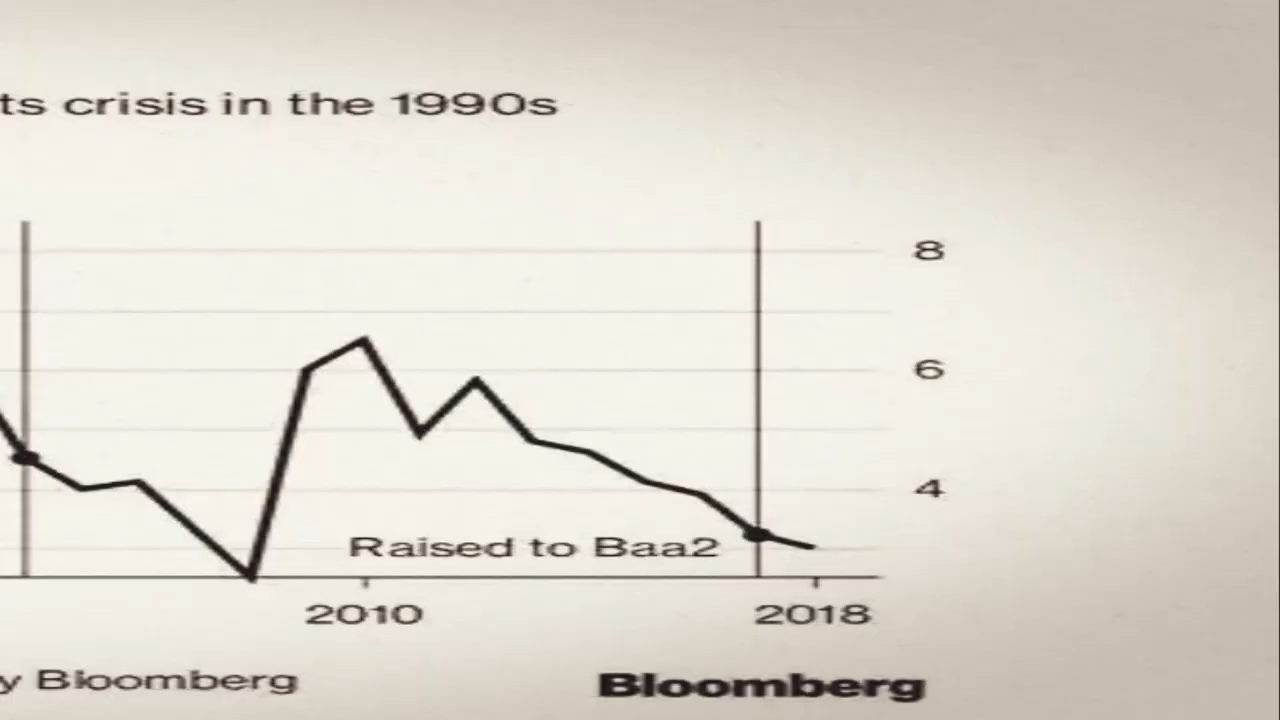 ts crisis in the 1990s
8
6
4
Raised to Baa2
2010 2018
y Bloomberg Bloomberg